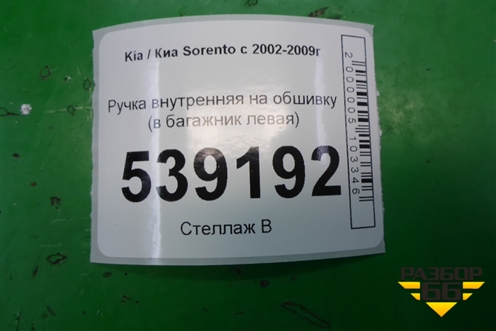 Kia / Киа Sorento с 2002-2009г
Ручка внутренняя на обшивку
(в багажник левая)
539192
Стеллаж В
2000005103346
РАЗБОР
66